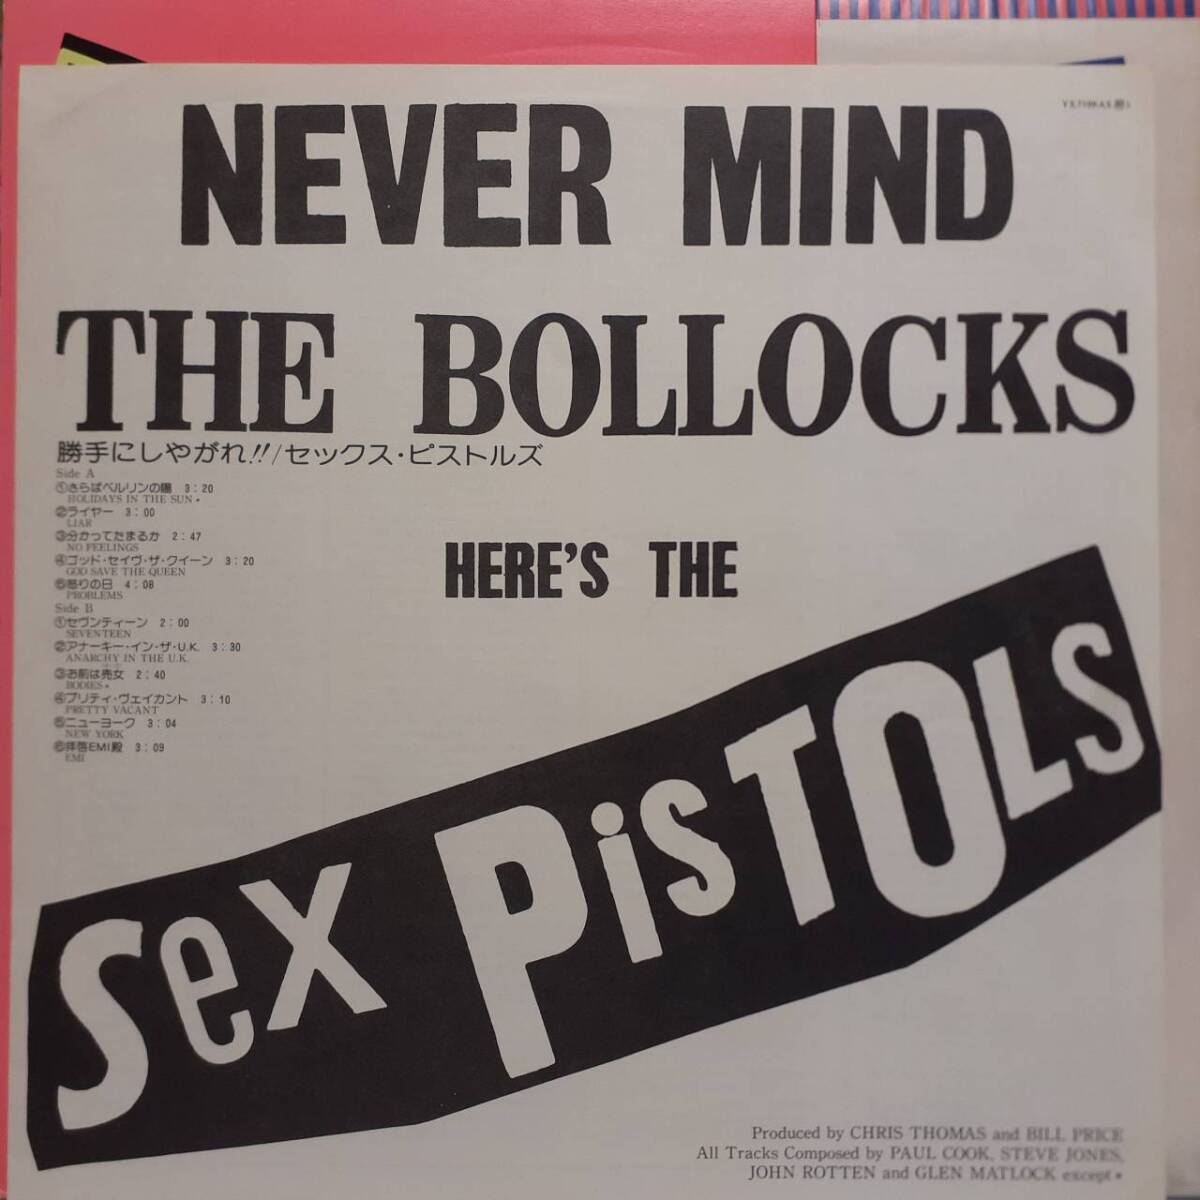 YX-7199-AX
NEVER MIND
THE BOLLOCKS
勝手にしやがれ!!/セックス・ピストルズ
Side A
①さらばベルリンの陽 3:20
HOLIDAYS IN THE SUN*
②ライヤー 3:00
LIAR
③分かってたまるか 2:47
NO FEELINGS
④ゴッド・セイヴ・ザ・クイーン 3:20
GOD SAVE THE QUEEN
⑤怒りの日 4:08
PROBLEMS
Side B
①セヴンティーン 2:00
SEVENTEEN
②アナーキー・イン・ザ・U.K. 3:30
ANARCHY IN THE U.K.
③お前は売女 2:40
BODIES*
④プリティ・ヴェイカント 3:10
PRETTY VACANT
⑤ニューヨーク 3:04
NEW YORK
⑥拝啓EMI殿 3:09
EMI
HERE'S THE
SeX PiSTOLS
Produced by CHRIS THOMAS and BILL PRICE
All Tracks Composed by PAUL COOK, STEVE JONES,
JOHN ROTTEN and GLEN MATLOCK except*